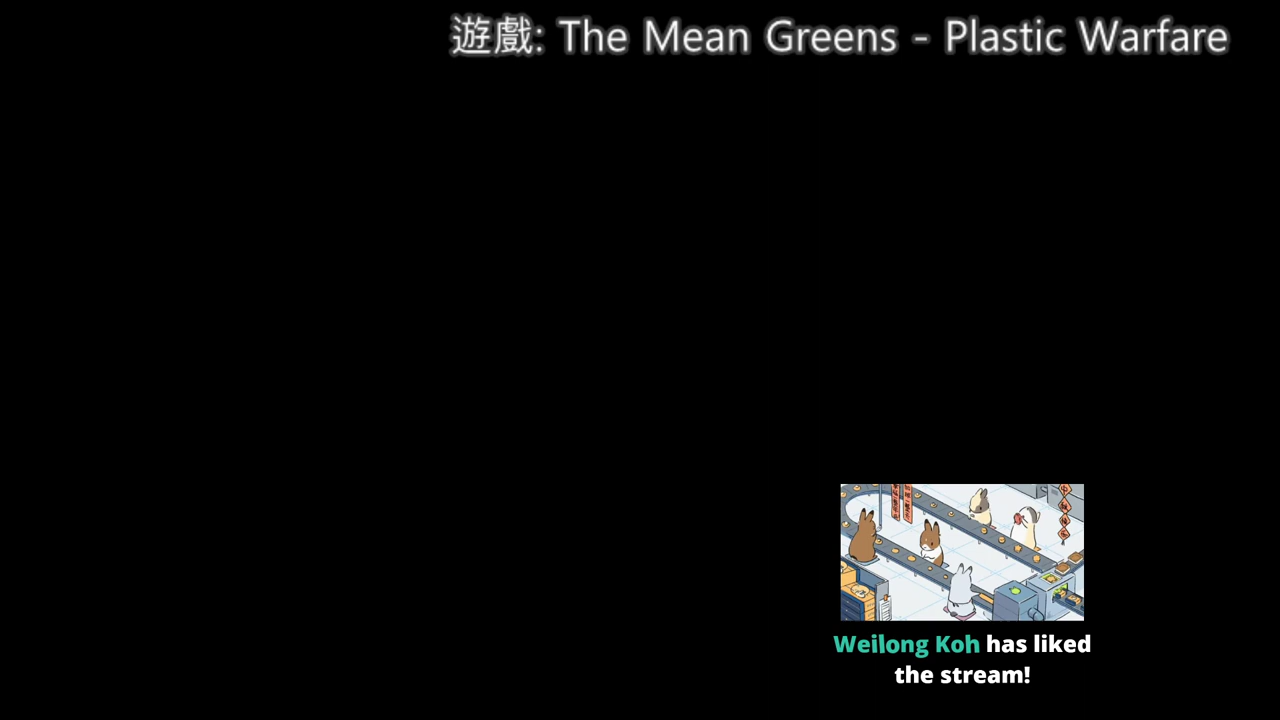 遊戲: The Mean Greens - Plastic Warfare
Weilong Koh has liked
the stream!